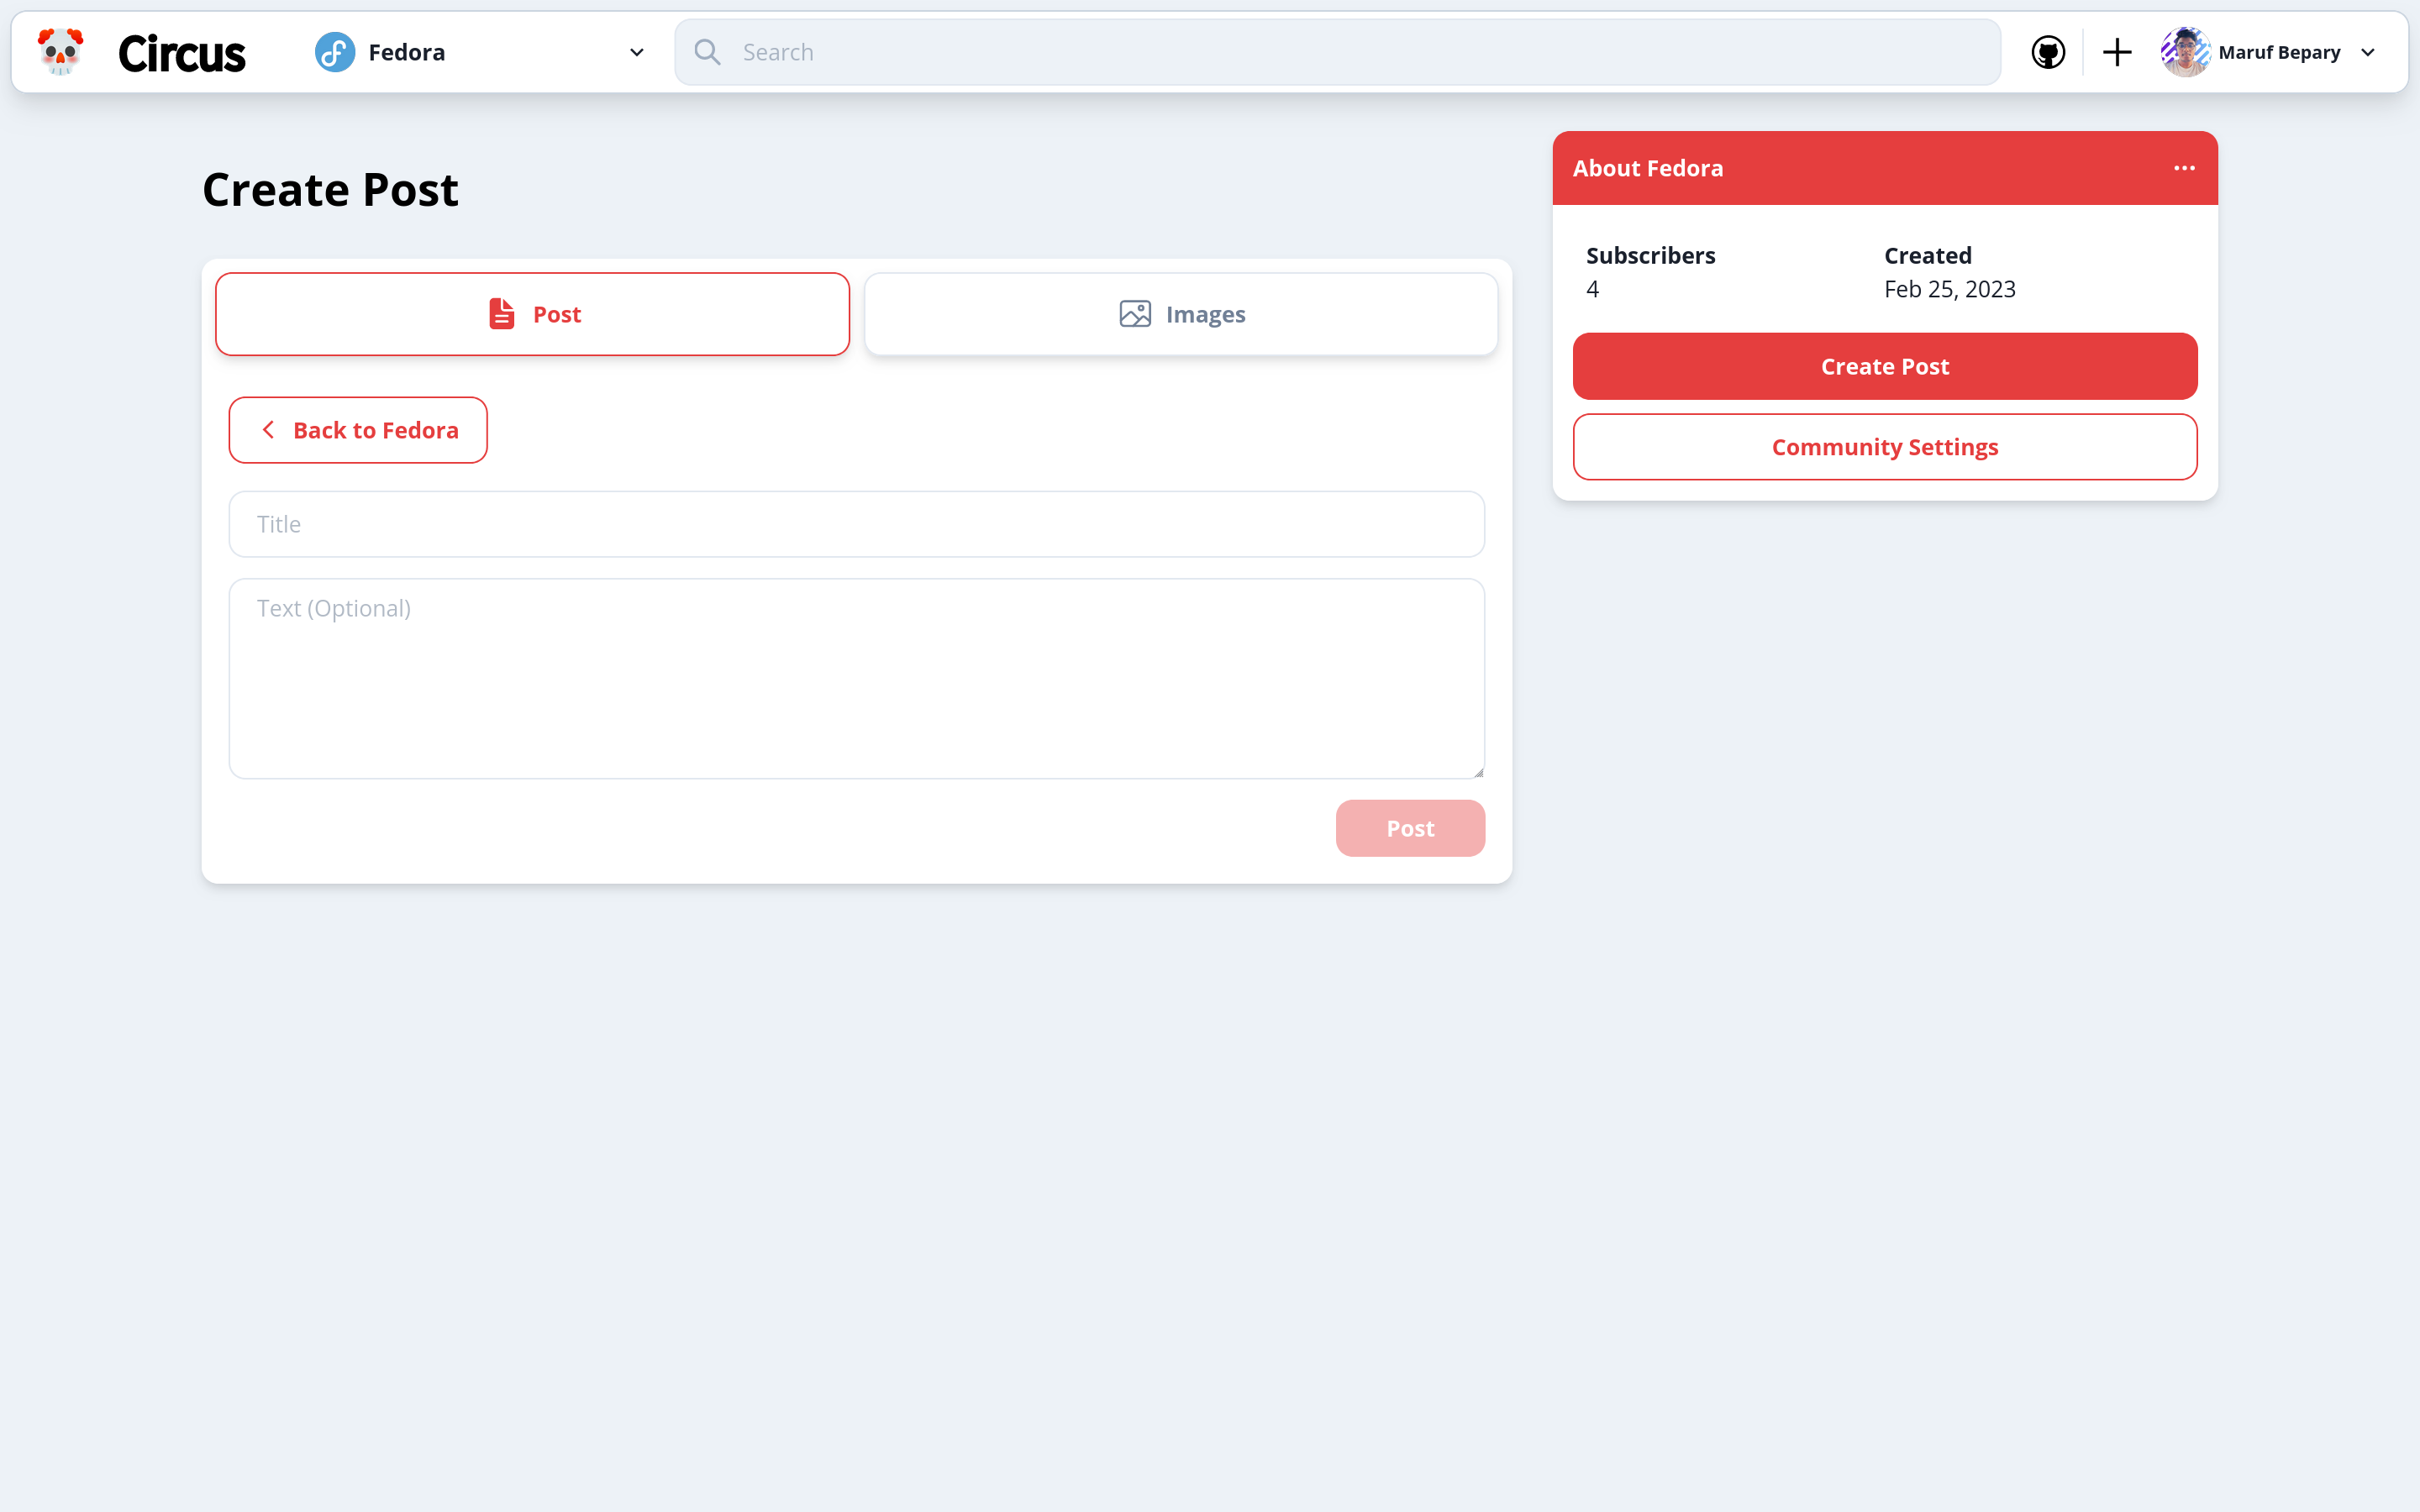 Circus
Fedora
Search
Maruf Bepary
Create Post
Post
Images
Back to Fedora
Title
Text (Optional)
Post
About Fedora
Subscribers
4
Created
Feb 25, 2023
Create Post
Community Settings